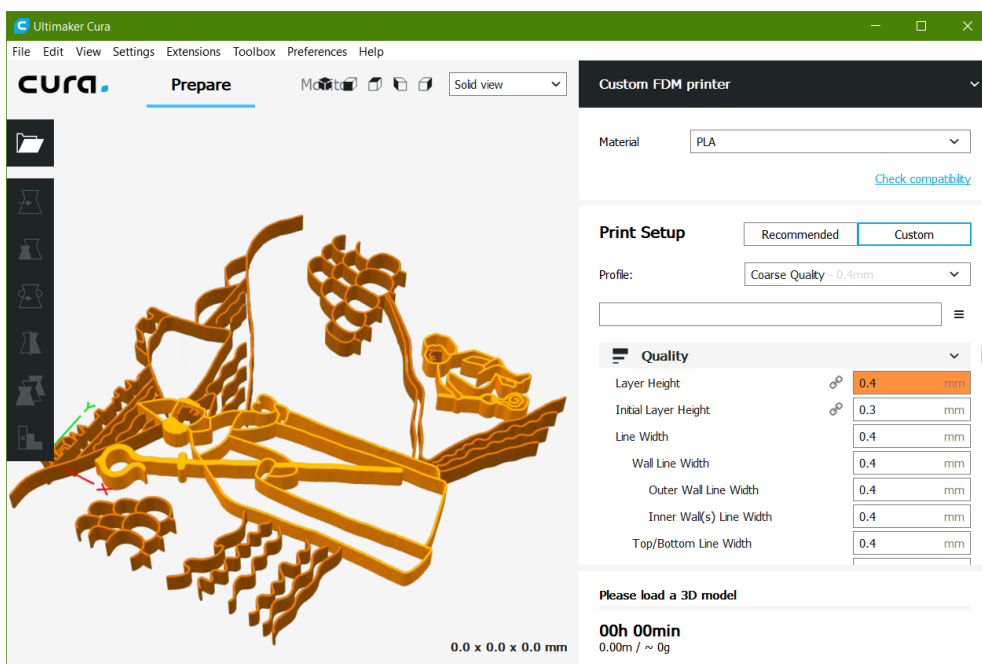 Ultimaker Cura
File Edit View Settings Extensions Toolbox Preferences Help
cura. Prepare Monitor Solid view Custom FDM printer
Material PLA
Check compatibility
Print Setup Recommended Custom
Profile: Coarse Quality - 0.4mm
Quality
Layer Height 0.4 mm
Initial Layer Height 0.3 mm
Line Width 0.4 mm
Wall Line Width 0.4 mm
Outer Wall Line Width 0.4 mm
Inner Wall(s) Line Width 0.4 mm
Top/Bottom Line Width 0.4 mm
Y
X
Please load a 3D model
00h 00min
0.0 x 0.0 x 0.0 mm 0.00m / ~ 0g